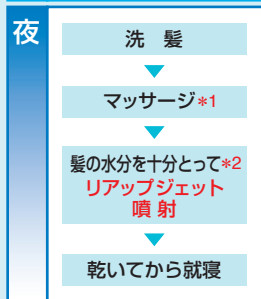 夜
洗 髪
マッサージ*1
髪の水分を十分とって*2
リアップジェット
噴 射
乾いてから就寝